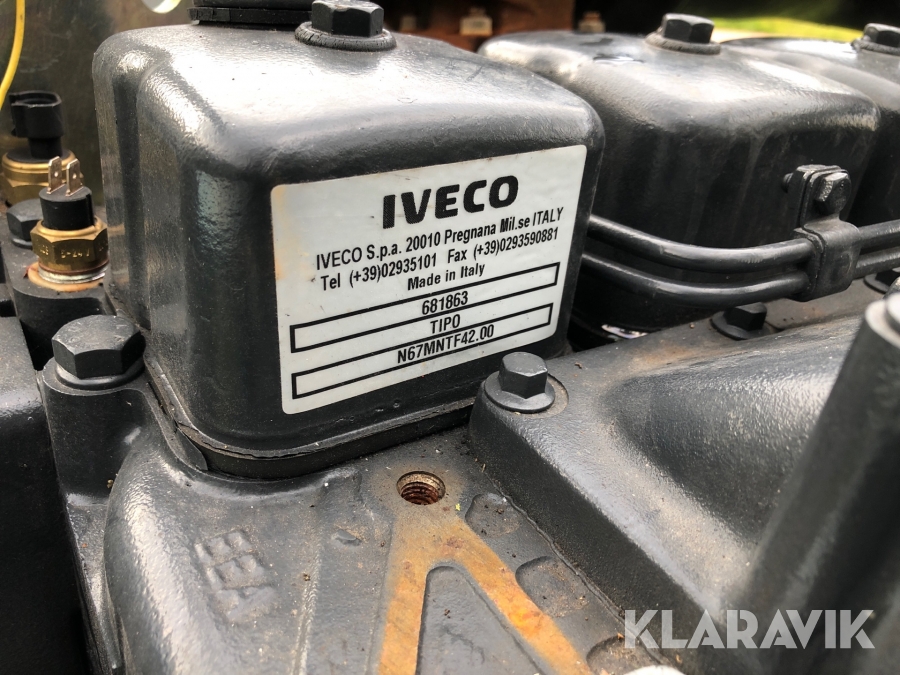 IVECO
IVECO S.p.a. 20010 Pregnana Mil.se ITALY
Tel (+39)02935101 Fax (+39)0293590881
Made in Italy
681863
TIPO
N67MNTF42.00
KLARAVIK